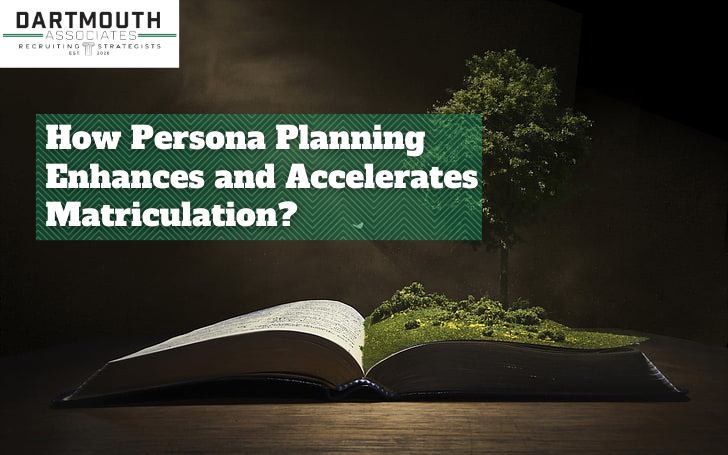 DARTMOUTH
ASSOCIATES
RECRUITING STRATEGISTS
EST. 2020
How Persona Planning
Enhances and Accelerates
Matriculation?